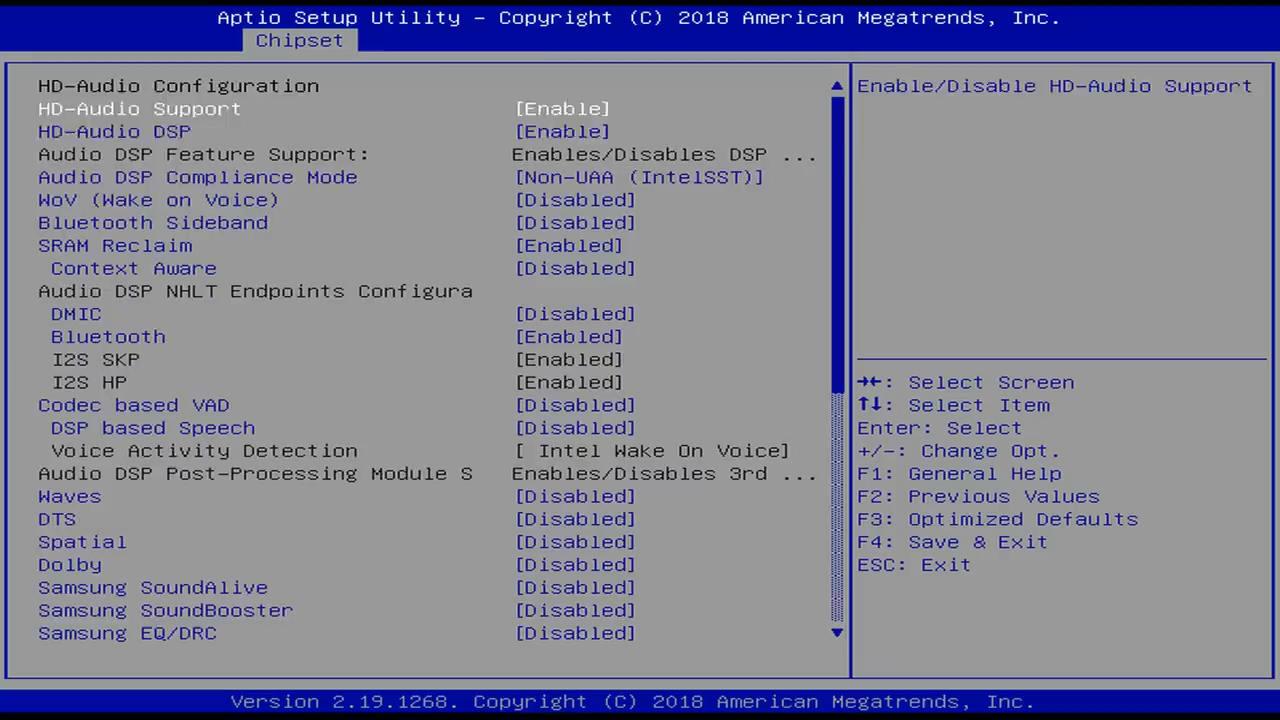 Aptio Setup Utility – Copyright (C) 2018 American Megatrends, Inc.
Chipset
HD-Audio Configuration
HD-Audio Support [Enable]
HD-Audio DSP [Enable]
Audio DSP Feature Support: Enables/Disables DSP ...
Audio DSP Compliance Mode [Non-UAA (IntelSST)]
WoV (Wake on Voice) [Disabled]
Bluetooth Sideband [Disabled]
SRAM Reclaim [Enabled]
Context Aware [Disabled]
Audio DSP NHLT Endpoints Configura
DMIC [Disabled]
Bluetooth [Enabled]
I2S SKP [Enabled]
I2S HP [Enabled]
Codec based VAD [Disabled]
DSP based Speech [Disabled]
Voice Activity Detection [ Intel Wake On Voice]
Audio DSP Post-Processing Module S Enables/Disables 3rd ...
Waves [Disabled]
DTS [Disabled]
Spatial [Disabled]
Dolby [Disabled]
Samsung SoundAlive [Disabled]
Samsung SoundBooster [Disabled]
Samsung EQ/DRC [Disabled]
Enable/Disable HD-Audio Support
→←: Select Screen
↑↓: Select Item
Enter: Select
+/-: Change Opt.
F1: General Help
F2: Previous Values
F3: Optimized Defaults
F4: Save & Exit
ESC: Exit
Version 2.19.1268. Copyright (C) 2018 American Megatrends, Inc.